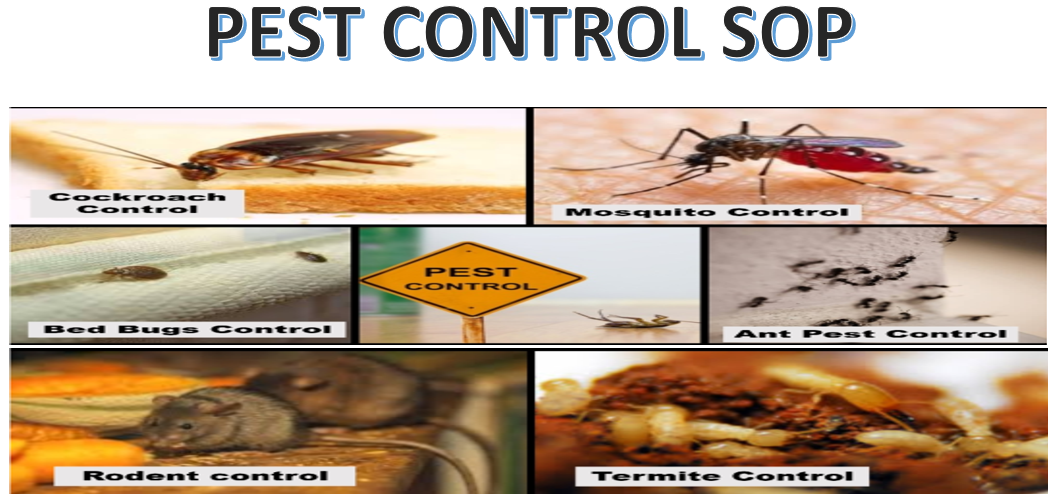 PEST CONTROL SOP
Cockroach
Control
Mosquito Control
Bed Bugs Control
PEST
CONTROL
Ant Pest Control
Rodent control
Termite Control